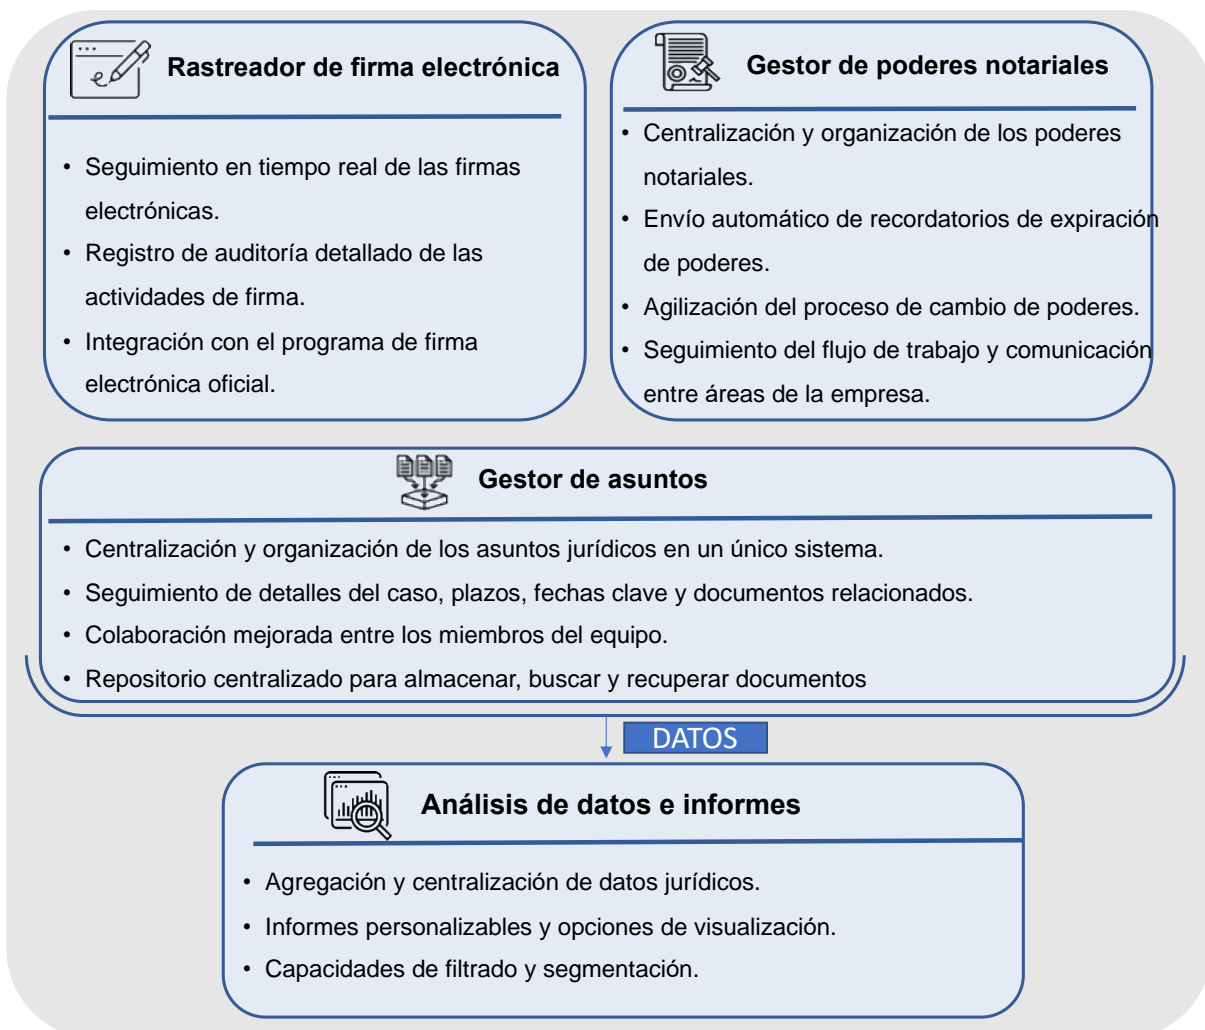 Rastreador de firma electrónica
• Seguimiento en tiempo real de las firmas
electrónicas.
• Registro de auditoría detallado de las
actividades de firma.
• Integración con el programa de firma
electrónica oficial.
Gestor de poderes notariales
• Centralización y organización de los poderes
notariales.
• Envío automático de recordatorios de expiración
de poderes.
• Agilización del proceso de cambio de poderes.
• Seguimiento del flujo de trabajo y comunicación
entre áreas de la empresa.
Gestor de asuntos
• Centralización y organización de los asuntos jurídicos en un único sistema.
• Seguimiento de detalles del caso, plazos, fechas clave y documentos relacionados.
• Colaboración mejorada entre los miembros del equipo.
• Repositorio centralizado para almacenar, buscar y recuperar documentos
DATOS
Análisis de datos e informes
• Agregación y centralización de datos jurídicos.
• Informes personalizables y opciones de visualización.
• Capacidades de filtrado y segmentación.